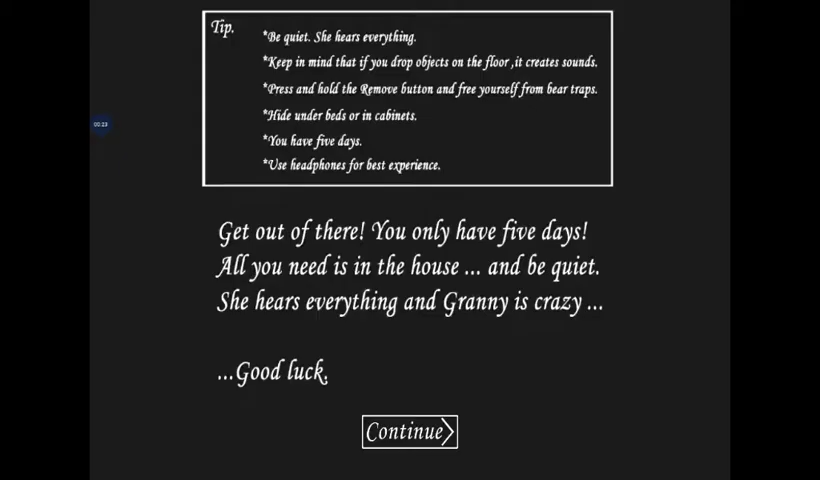 Tip.
*Be quiet. She hears everything.
*Keep in mind that if you drop objects on the floor ,it creates sounds.
*Press and hold the Remove button and free yourself from bear traps.
*Hide under beds or in cabinets.
*You have five days.
*Use headphones for best experience.
00:23
Get out of there! You only have five days!
All you need is in the house ... and be quiet.
She hears everything and Granny is crazy ...
...Good luck.
Continue